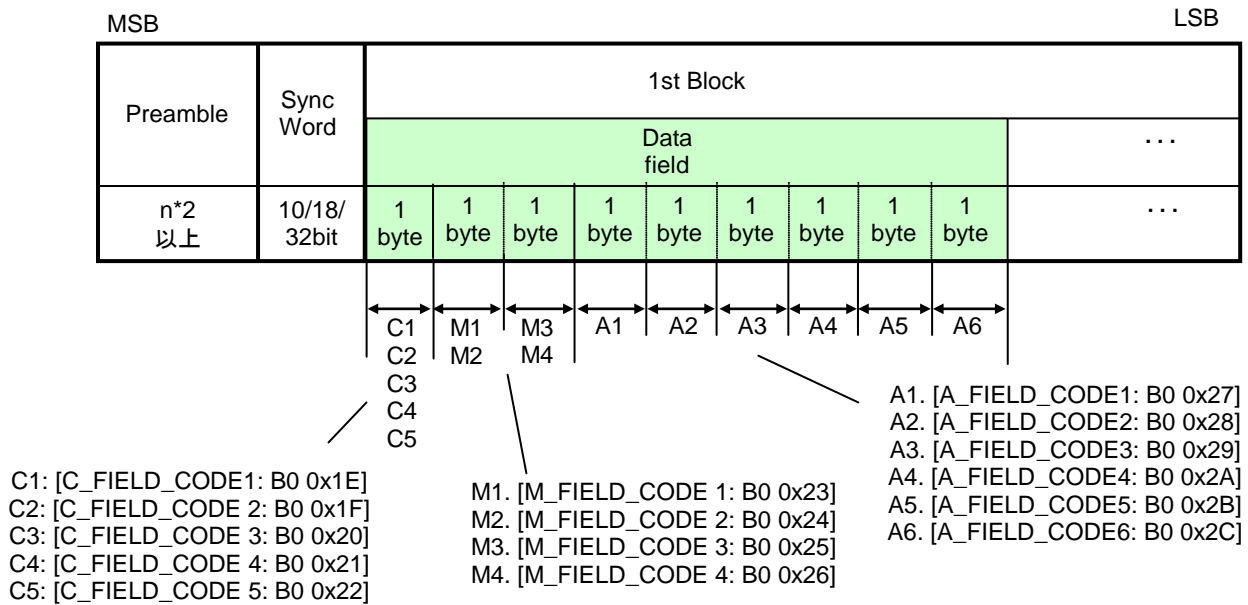 MSB
LSB
Preamble
Sync
Word
1st Block
Data
field
...
n*2
以上
10/18/
32bit
1
byte
1
byte
1
byte
1
byte
1
byte
1
byte
1
byte
1
byte
1
byte
...
C1
C2
C3
C4
C5
M1
M2
M3
M4
A1
A2
A3
A4
A5
A6
C1: [C_FIELD_CODE1: B0 0x1E]
C2: [C_FIELD_CODE 2: B0 0x1F]
C3: [C_FIELD_CODE 3: B0 0x20]
C4: [C_FIELD_CODE 4: B0 0x21]
C5: [C_FIELD_CODE 5: B0 0x22]
M1. [M_FIELD_CODE 1: B0 0x23]
M2. [M_FIELD_CODE 2: B0 0x24]
M3. [M_FIELD_CODE 3: B0 0x25]
M4. [M_FIELD_CODE 4: B0 0x26]
A1. [A_FIELD_CODE1: B0 0x27]
A2. [A_FIELD_CODE2: B0 0x28]
A3. [A_FIELD_CODE3: B0 0x29]
A4. [A_FIELD_CODE4: B0 0x2A]
A5. [A_FIELD_CODE5: B0 0x2B]
A6. [A_FIELD_CODE6: B0 0x2C]